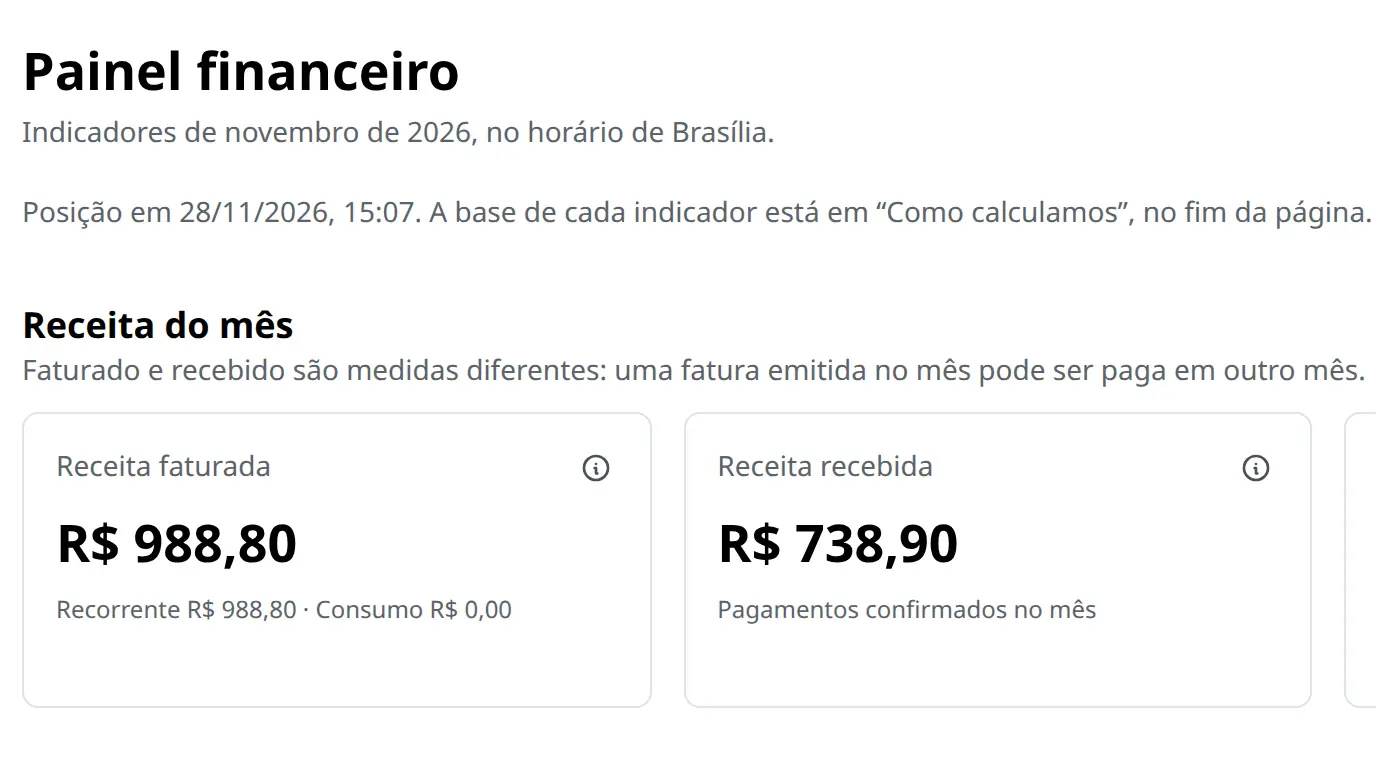 Painel financeiro
Indicadores de novembro de 2026, no horário de Brasília.
Posição em 28/11/2026, 15:07. A base de cada indicador está em “Como calculamos”, no fim da página.
Receita do mês
Faturado e recebido são medidas diferentes: uma fatura emitida no mês pode ser paga em outro mês.
Receita faturada
R$ 988,80
Recorrente R$ 988,80 · Consumo R$ 0,00
Receita recebida
R$ 738,90
Pagamentos confirmados no mês